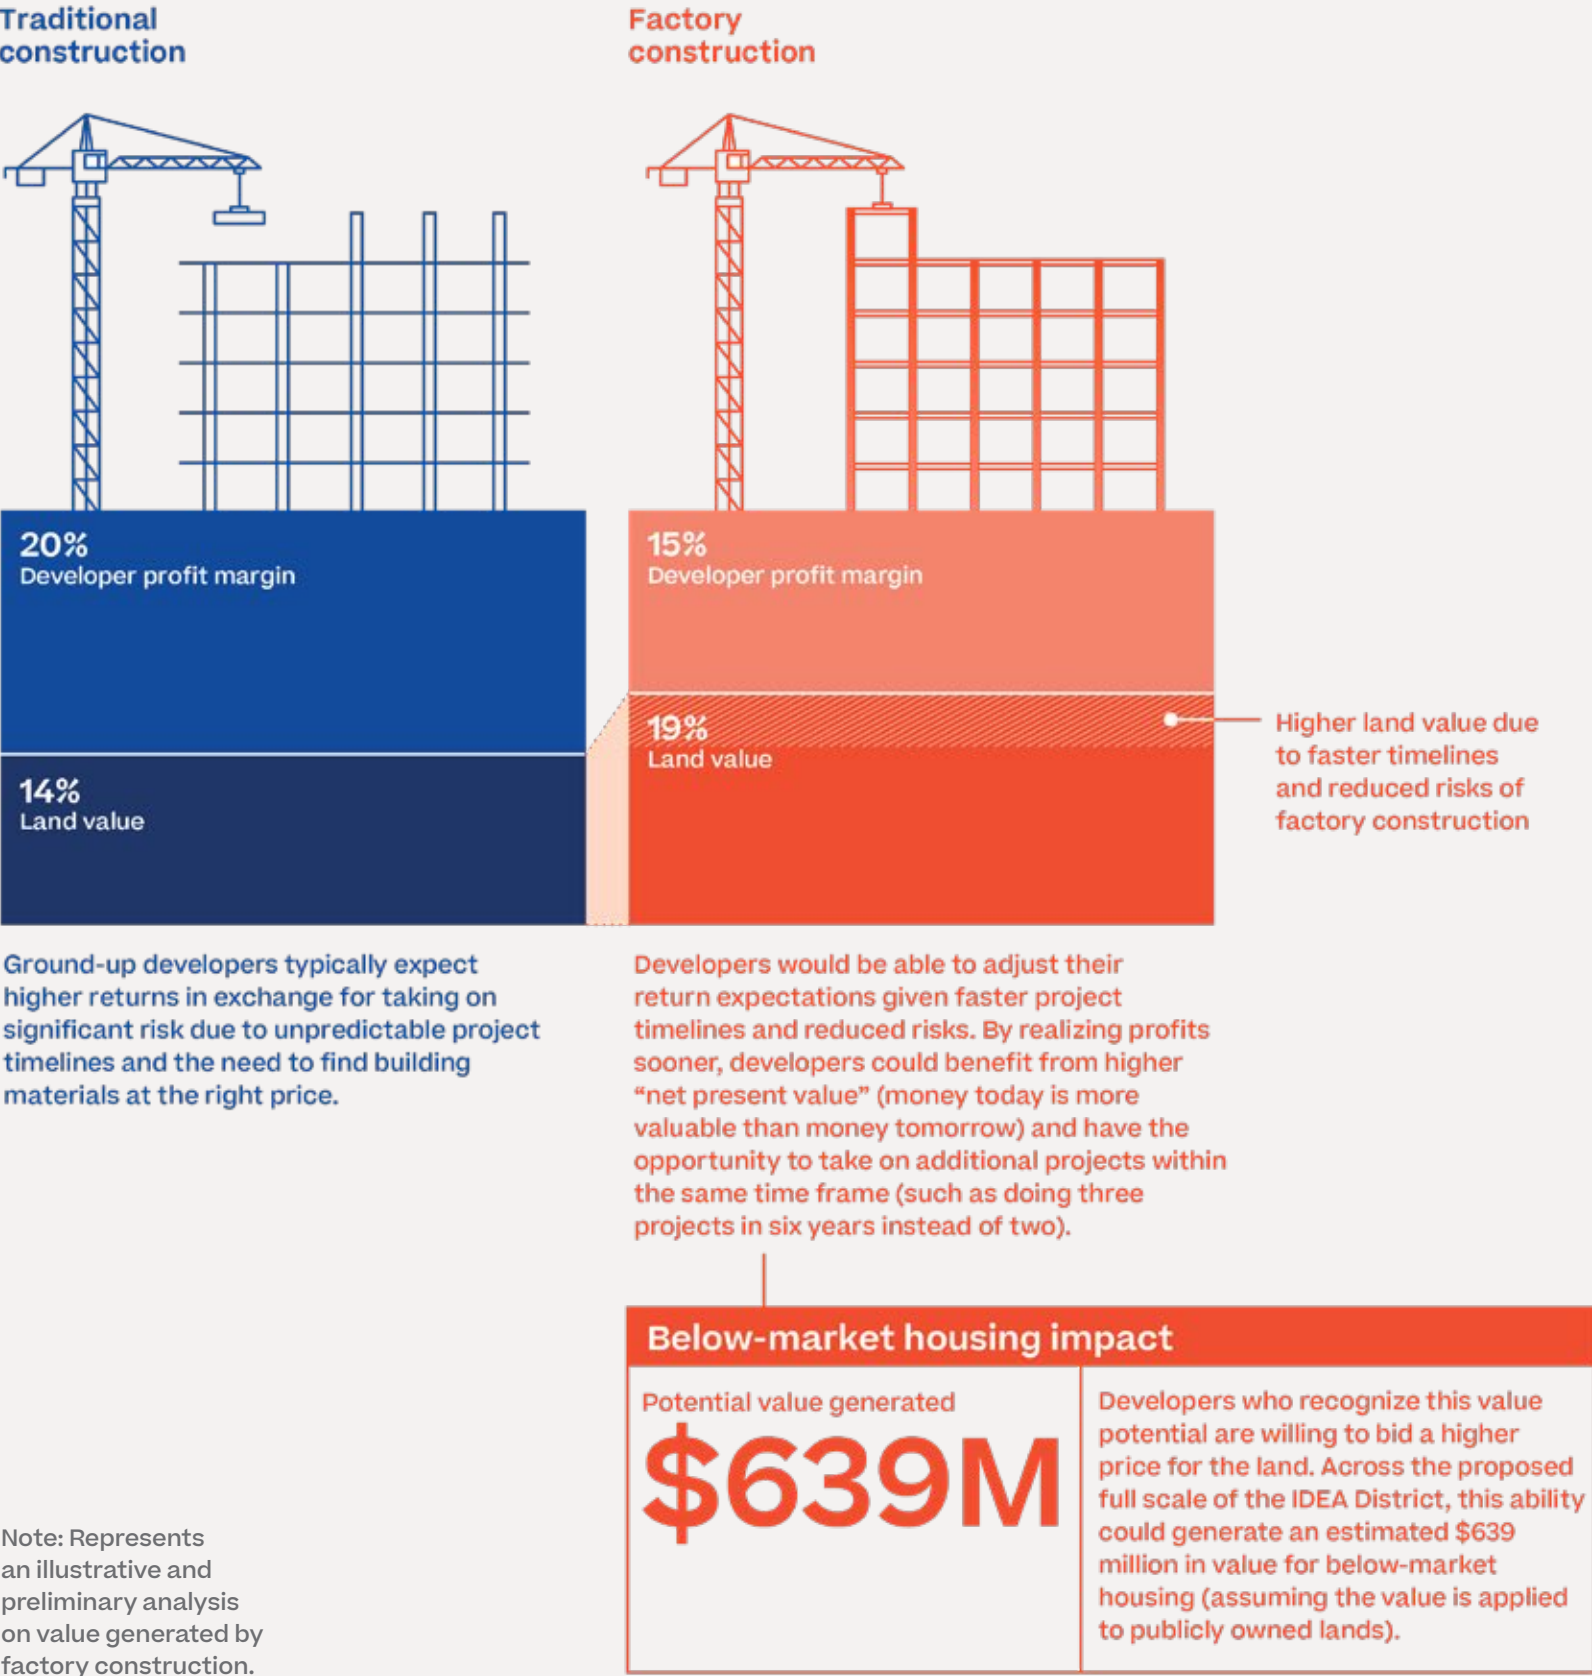 Traditional
construction
20%
Developer profit margin
14%
Land value
Ground-up developers typically expect
higher returns in exchange for taking on
significant risk due to unpredictable project
timelines and the need to find building
materials at the right price.
Factory
construction
15%
Developer profit margin
19%
Land value
Higher land value due
to faster timelines
and reduced risks of
factory construction
Developers would be able to adjust their
return expectations given faster project
timelines and reduced risks. By realizing profits
sooner, developers could benefit from higher
“net present value” (money today is more
valuable than money tomorrow) and have the
opportunity to take on additional projects within
the same time frame (such as doing three
projects in six years instead of two).
Below-market housing impact
Potential value generated
$639M
Developers who recognize this value
potential are willing to bid a higher
price for the land. Across the proposed
full scale of the IDEA District, this ability
could generate an estimated $639
million in value for below-market
housing (assuming the value is applied
to publicly owned lands).
Note: Represents
an illustrative and
preliminary analysis
on value generated by
factory construction.